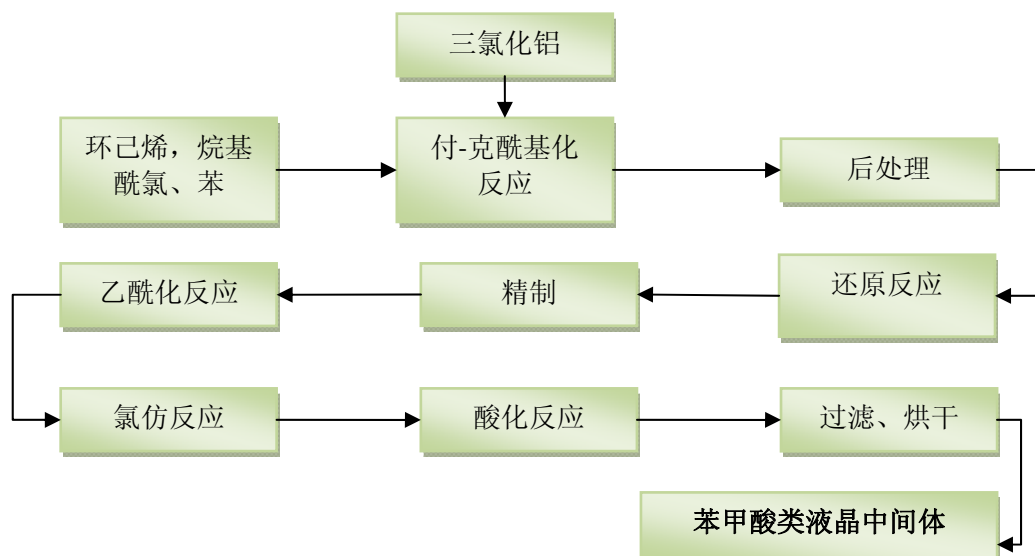 三氯化铝
环己烯，烷基
酰氯、苯
付-克酰基化
反应
后处理
乙酰化反应
精制
还原反应
氯仿反应
酸化反应
过滤、烘干
苯甲酸类液晶中间体